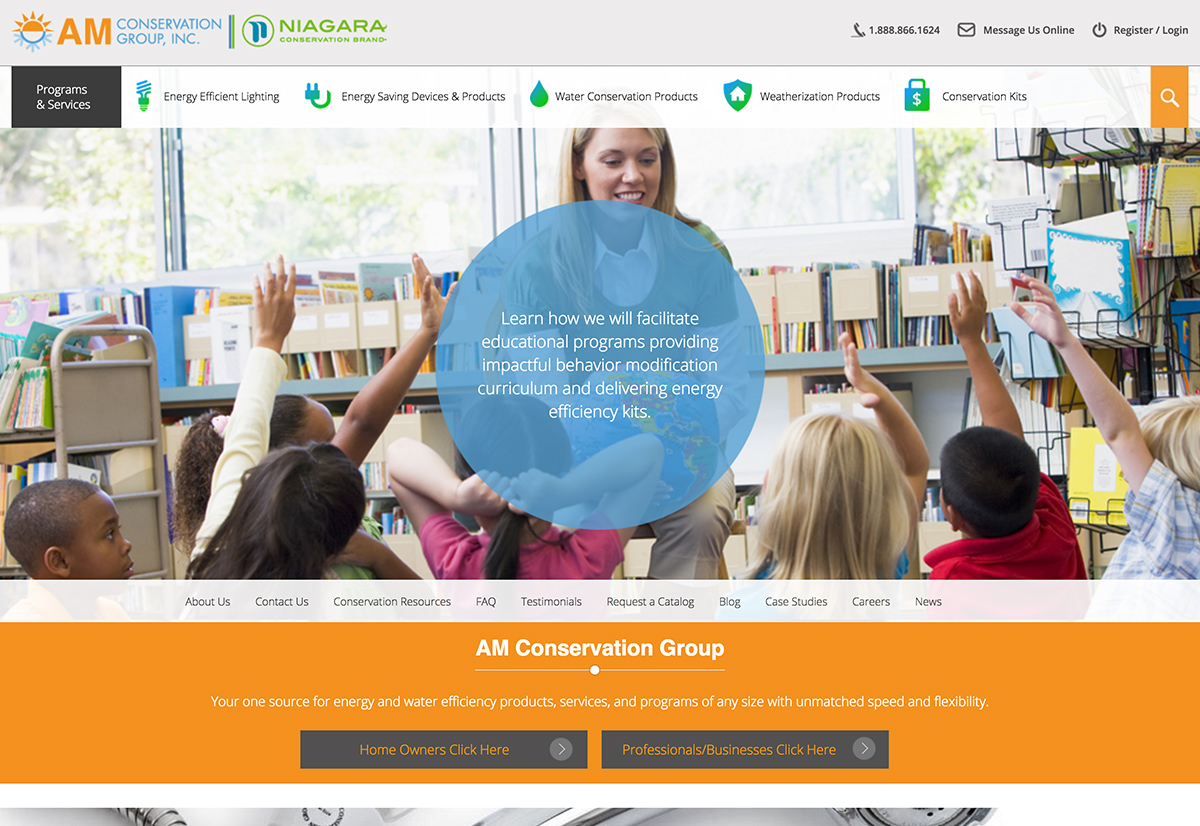 AM CONSERVATION
GROUP, INC.
NIAGARA
CONSERVATION BRAND
1.888.866.1624
Message Us Online
Register / Login
Programs
& Services
Energy Efficient Lighting
Energy Saving Devices & Products
Water Conservation Products
$
Weatherization Products
Conservation Kits
Learn how we will facilitate
educational programs providing
impactful behavior modification
curriculum and delivering energy
efficiency kits.
About Us
Contact Us
Conservation Resources
FAQ
Testimonials
Request a Catalog
Blog
Case Studies
Careers
News
AM Conservation Group
Your one source for energy and water efficiency products, services, and programs of any size with unmatched speed and flexibility.
Home Owners Click Here
Professionals/Businesses Click Here